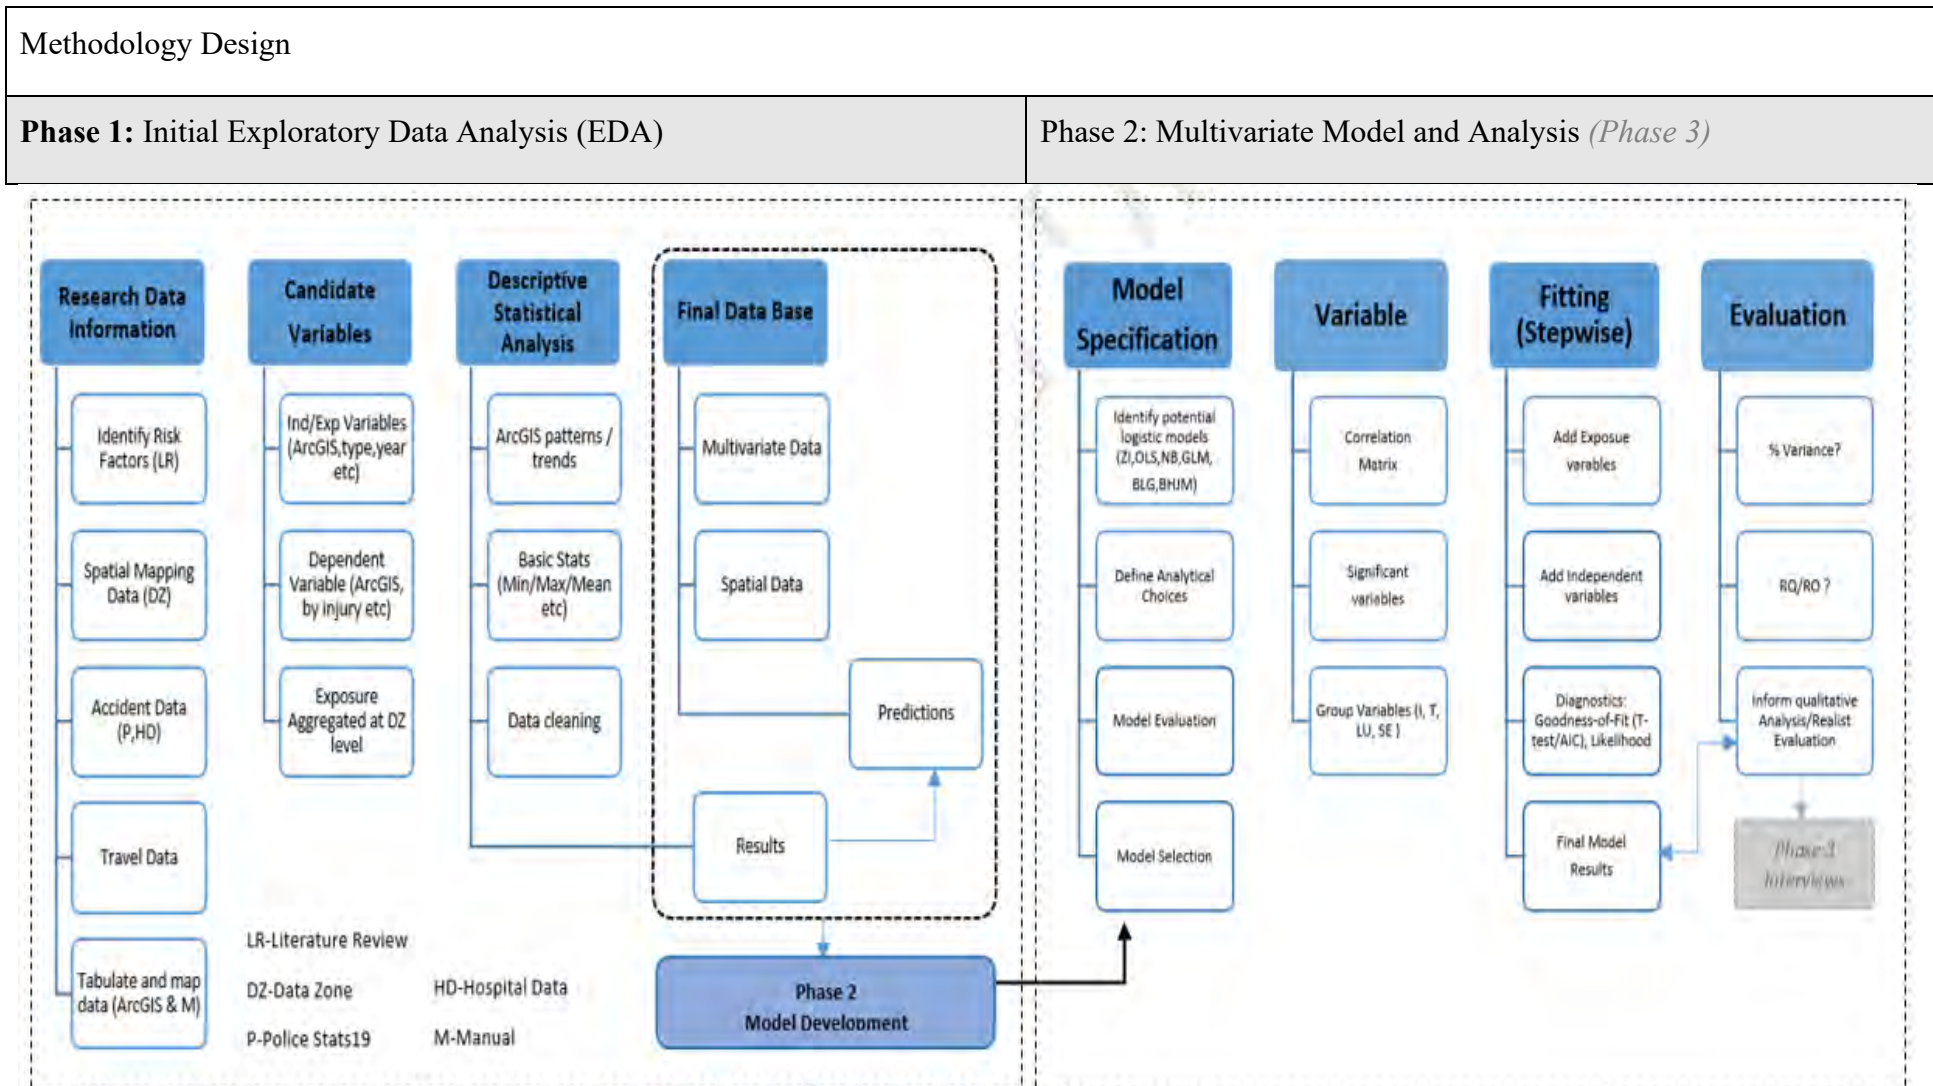 Methodology Design
Phase 1: Initial Exploratory Data Analysis (EDA)
Phase 2: Multivariate Model and Analysis (Phase 3)
Research Data
Information
Identify Risk
Factors (LR)
Spatial Mapping
Data (DZ)
Accident Data
(P,HD)
Travel Data
Tabulate and map
data (ArcGIS & M)
Candidate
Variables
Ind/Exp Variables
(ArcGIS,type,year
etc)
Dependent
Variable (ArcGIS,
by injury etc)
Exposure
Aggregated at DZ
level
Descriptive
Statistical
Analysis
ArcGIS patterns /
trends
Basic Stats
(Min/Max/Mean
etc)
Data cleaning
Final Data Base
Multivariate Data
Spatial Data
Predictions
Results
LR-Literature Review
DZ-Data Zone
P-Police Stats19
HD-Hospital Data
M-Manual
Phase 2
Model Development
Model
Specification
Identify potential
logistic models
(ZI,OLS,NB,GLM,
BLG,BHJM)
Define Analytical
Choices
Model Evaluation
Model Selection
Variable
Correlation
Matrix
Significant
variables
Group Variables (I, T,
LU, SE )
Fitting
(Stepwise)
Add Exposue
varables
Add Independent
variables
Diagnostics:
Goodness-of-Fit (T-
test/AIC), Likelihood
Final Model
Results
Evaluation
% Variance?
RQ/RO ?
Inform qualitative
Analysis/Realist
Evaluation
Phase 3
Interviews